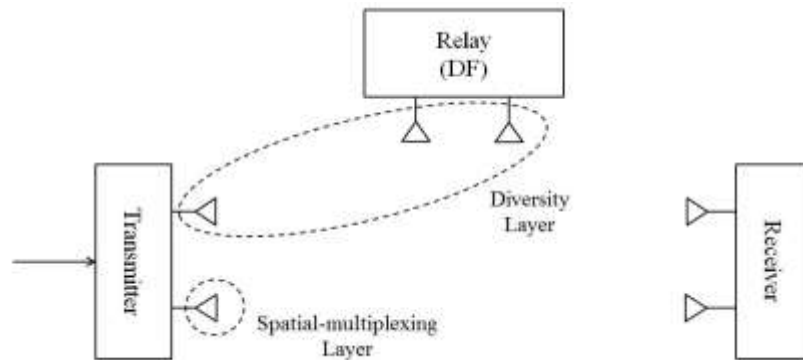 Relay
(DF)
Diversity
Layer
Transmitter
Receiver
Spatial-multiplexing
Layer